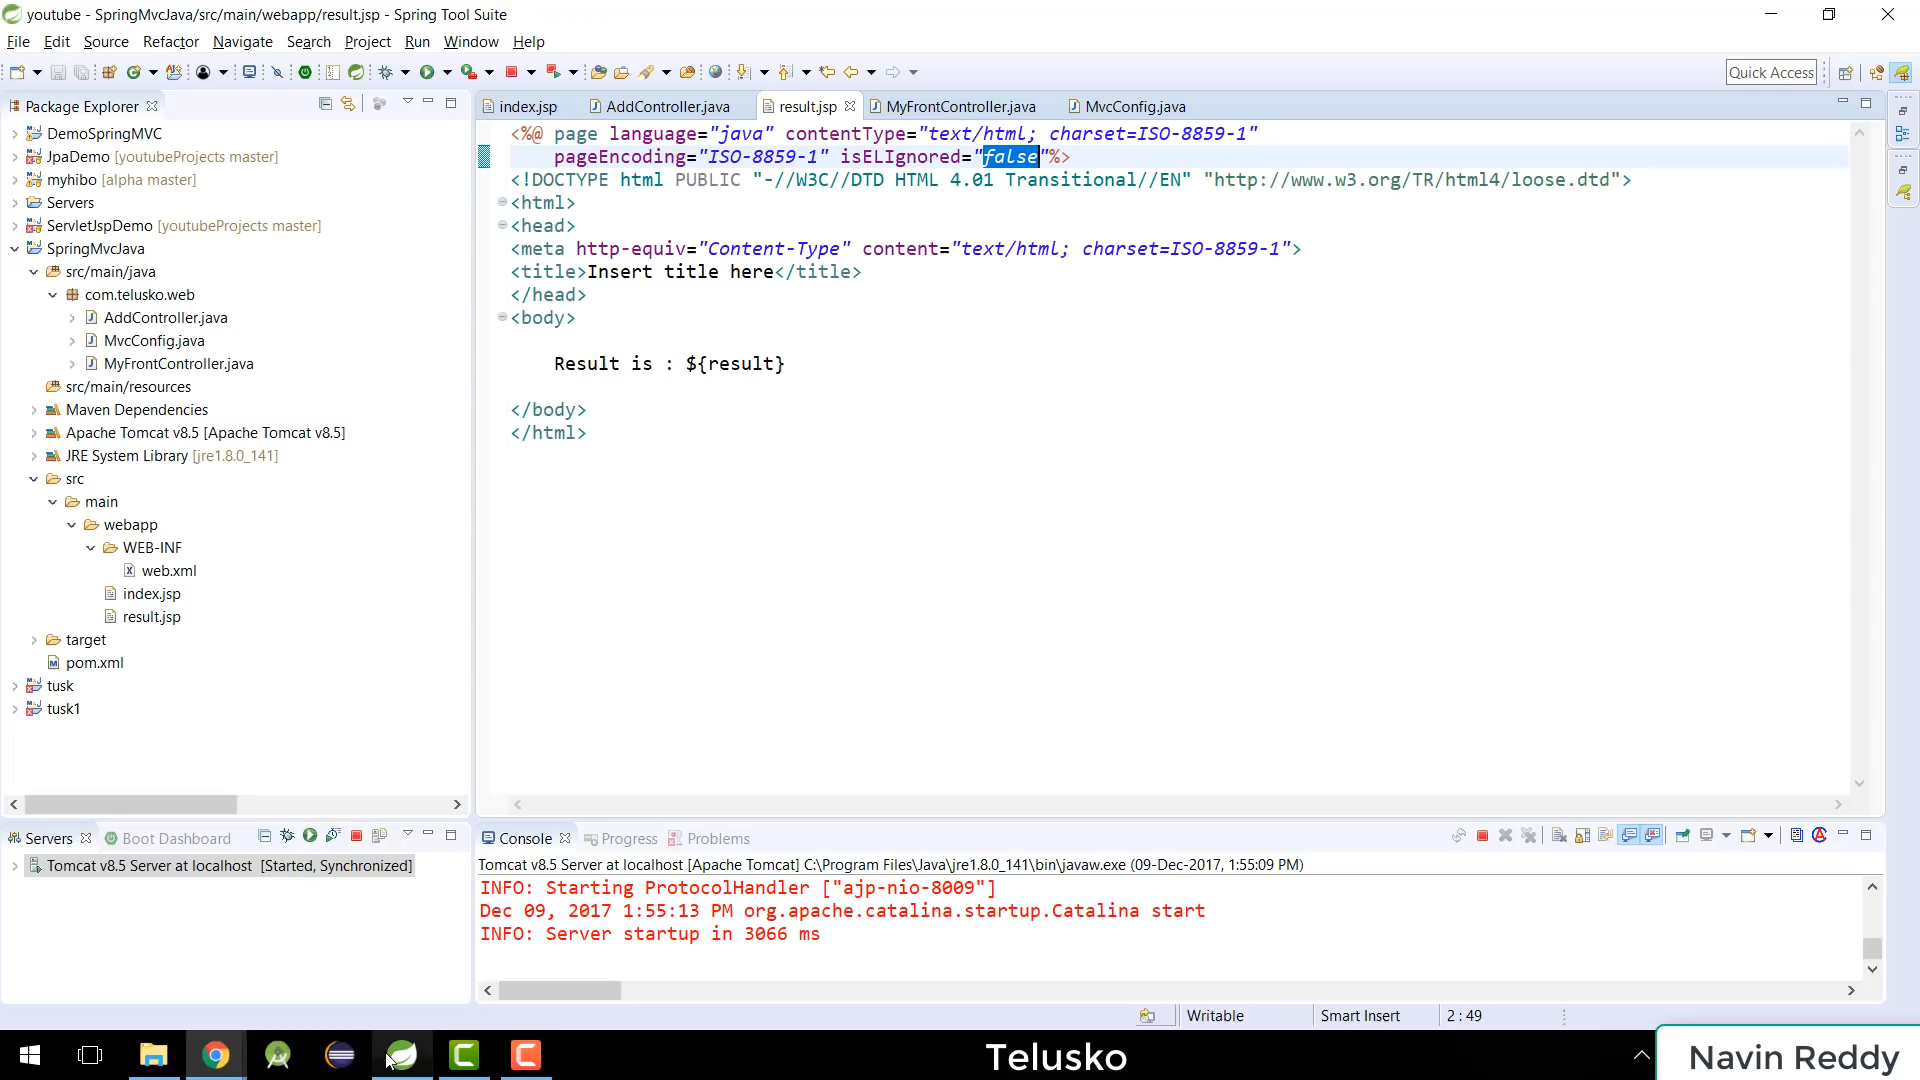 youtube - SpringMvcJava/src/main/webapp/result.jsp - Spring Tool Suite
File Edit Source Refactor Navigate Search Project Run Window Help
Quick Access
Package Explorer
DemoSpringMVC
JpaDemo [youtubeProjects master]
myhibo [alpha master]
Servers
ServletJspDemo [youtubeProjects master]
SpringMvcJava
src/main/java
com.telusko.web
AddController.java
MvcConfig.java
MyFrontController.java
src/main/resources
Maven Dependencies
Apache Tomcat v8.5 [Apache Tomcat v8.5]
JRE System Library [jre1.8.0_141]
src
main
webapp
WEB-INF
web.xml
index.jsp
result.jsp
target
pom.xml
tusk
tusk1
index.jsp AddController.java result.jsp MyFrontController.java MvcConfig.java
<%@ page language="java" contentType="text/html; charset=ISO-8859-1"
pageEncoding="ISO-8859-1" isELIgnored="false"%>
<!DOCTYPE html PUBLIC "-//W3C//DTD HTML 4.01 Transitional//EN" "http://www.w3.org/TR/html4/loose.dtd">
<html>
<head>
<meta http-equiv="Content-Type" content="text/html; charset=ISO-8859-1">
<title>Insert title here</title>
</head>
<body>
Result is : ${result}
</body>
</html>
Servers Boot Dashboard
Tomcat v8.5 Server at localhost [Started, Synchronized]
Console Progress Problems
Tomcat v8.5 Server at localhost [Apache Tomcat] C:\Program Files\Java\jre1.8.0_141\bin\javaw.exe (09-Dec-2017, 1:55:09 PM)
INFO: Starting ProtocolHandler ["ajp-nio-8009"]
Dec 09, 2017 1:55:13 PM org.apache.catalina.startup.Catalina start
INFO: Server startup in 3066 ms
Writable Smart Insert 2 : 49
Telusko
Navin Reddy